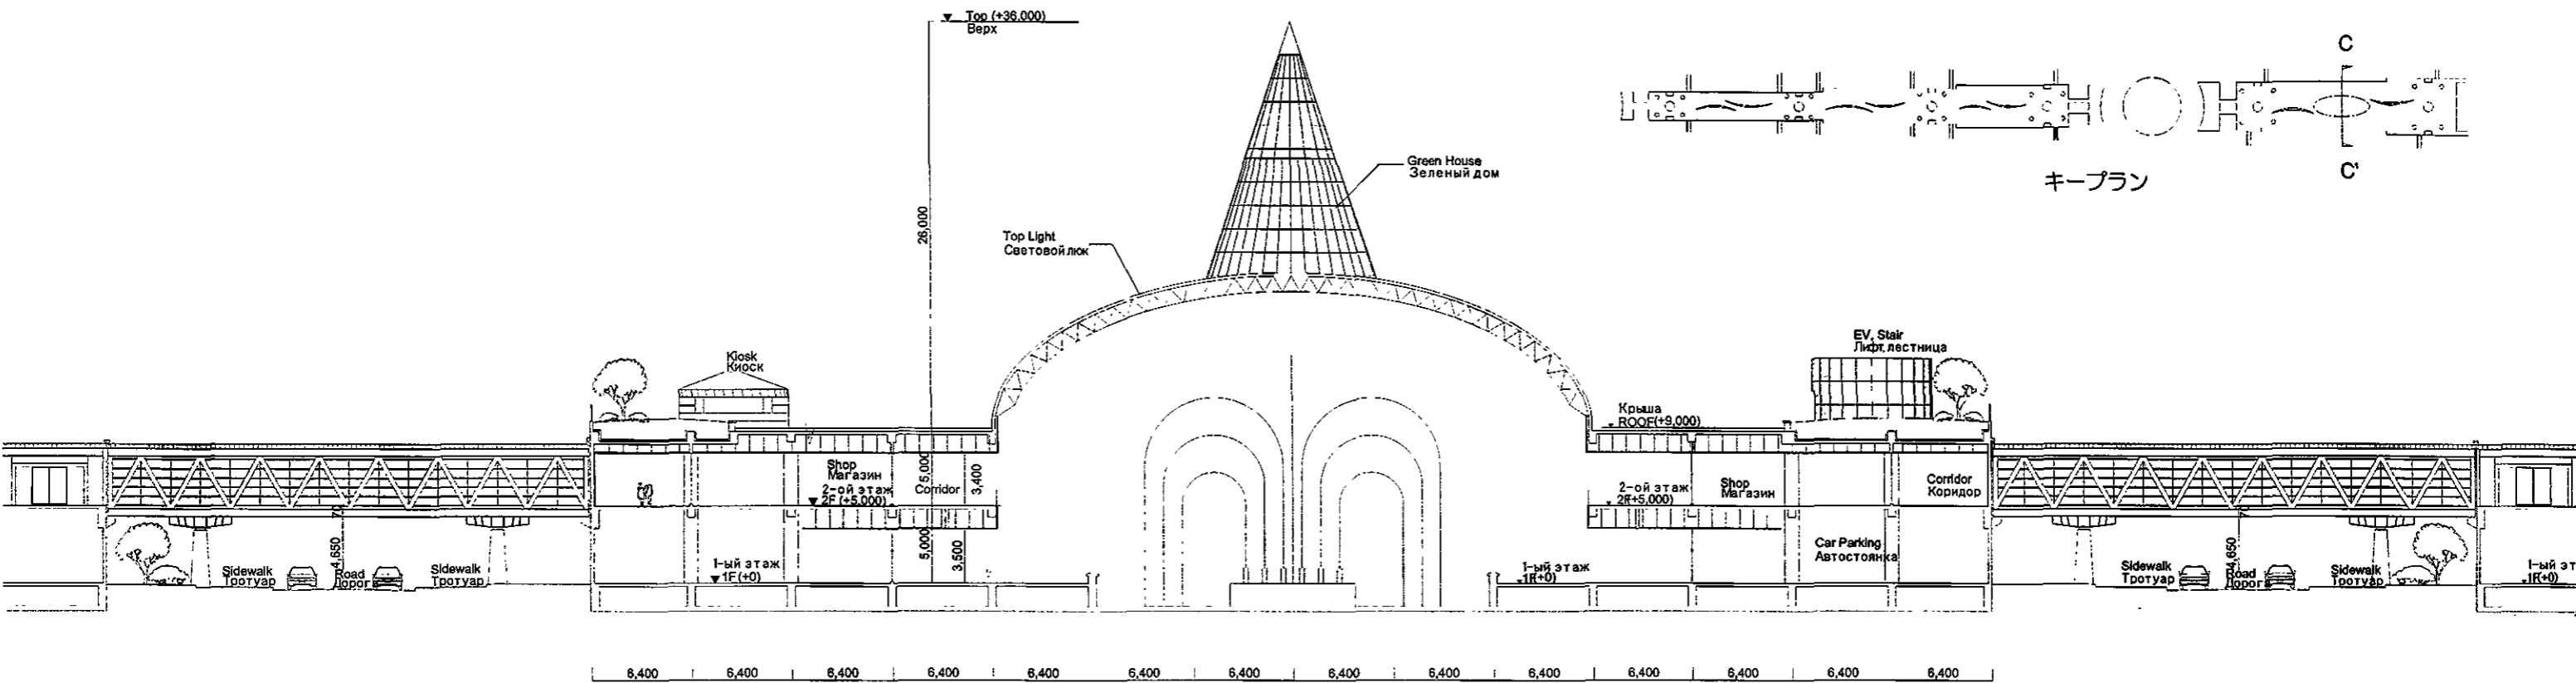 Top (+36.000)
Верх
C
C'
キープラン
Green House
Зеленый дом
26,000
Top Light
Световой люк
EV, Stair
Лифт, лестница
Kiosk
Киоск
Крыша
ROOF(+9,000)
Shop
Магазин
5,000
3,400
2-ой этаж
2F (+5,000)
Corridor
2-ой этаж
2F(+5,000)
Shop
Магазин
Corridor
Коридор
Car Parking
Автостоянка
4,650
Sidewalk
Тротуар
Road
Дорога
Sidewalk
Тротуар
1-ый этаж
1F(+0)
5,000
3,500
1-ый этаж
1F(+0)
Sidewalk
Тротуар
4,650
Road
Дорога
Sidewalk
Тротуар
1-ый эт
1F(+0)
6,400 6,400 6,400 6,400 6,400 6,400 6,400 6,400 6,400 6,400 6,400 6,400 6,400 6,400